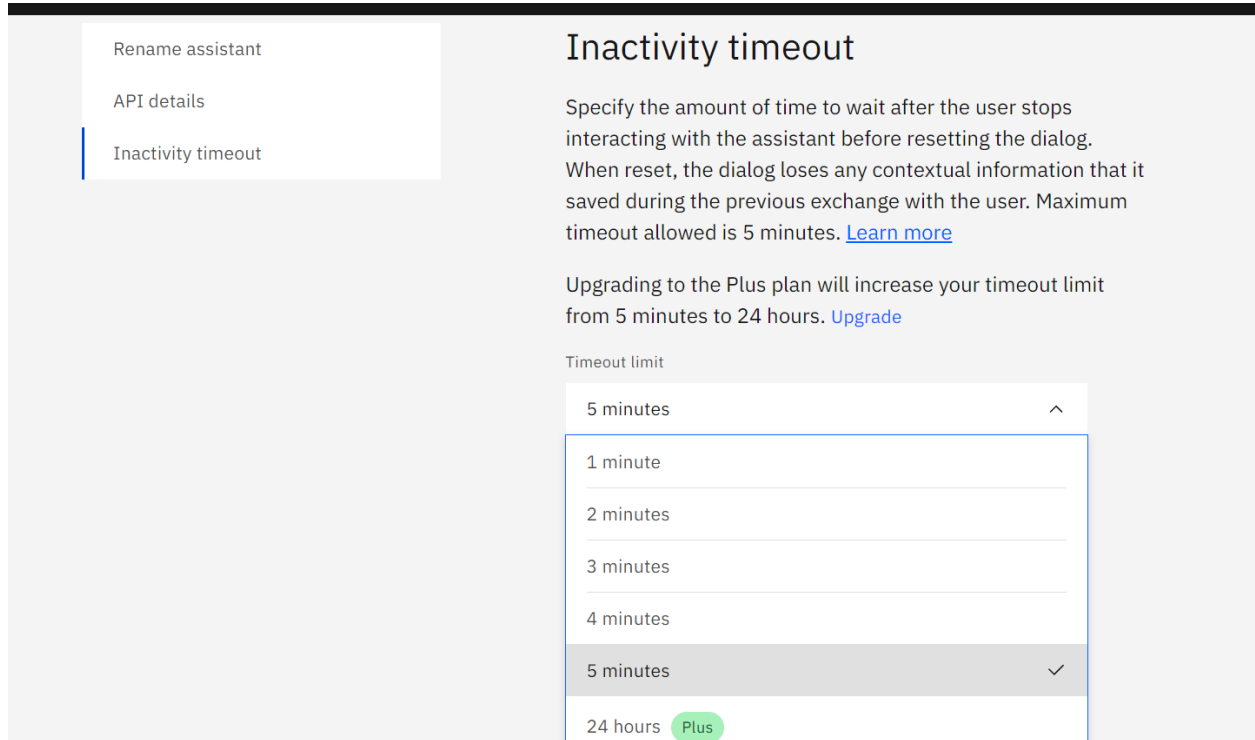 Rename assistant
API details
Inactivity timeout
Inactivity timeout
Specify the amount of time to wait after the user stops
interacting with the assistant before resetting the dialog.
When reset, the dialog loses any contextual information that it
saved during the previous exchange with the user. Maximum
timeout allowed is 5 minutes. Learn more
Upgrading to the Plus plan will increase your timeout limit
from 5 minutes to 24 hours. Upgrade
Timeout limit
5 minutes
1 minute
2 minutes
3 minutes
4 minutes
5 minutes
24 hours Plus